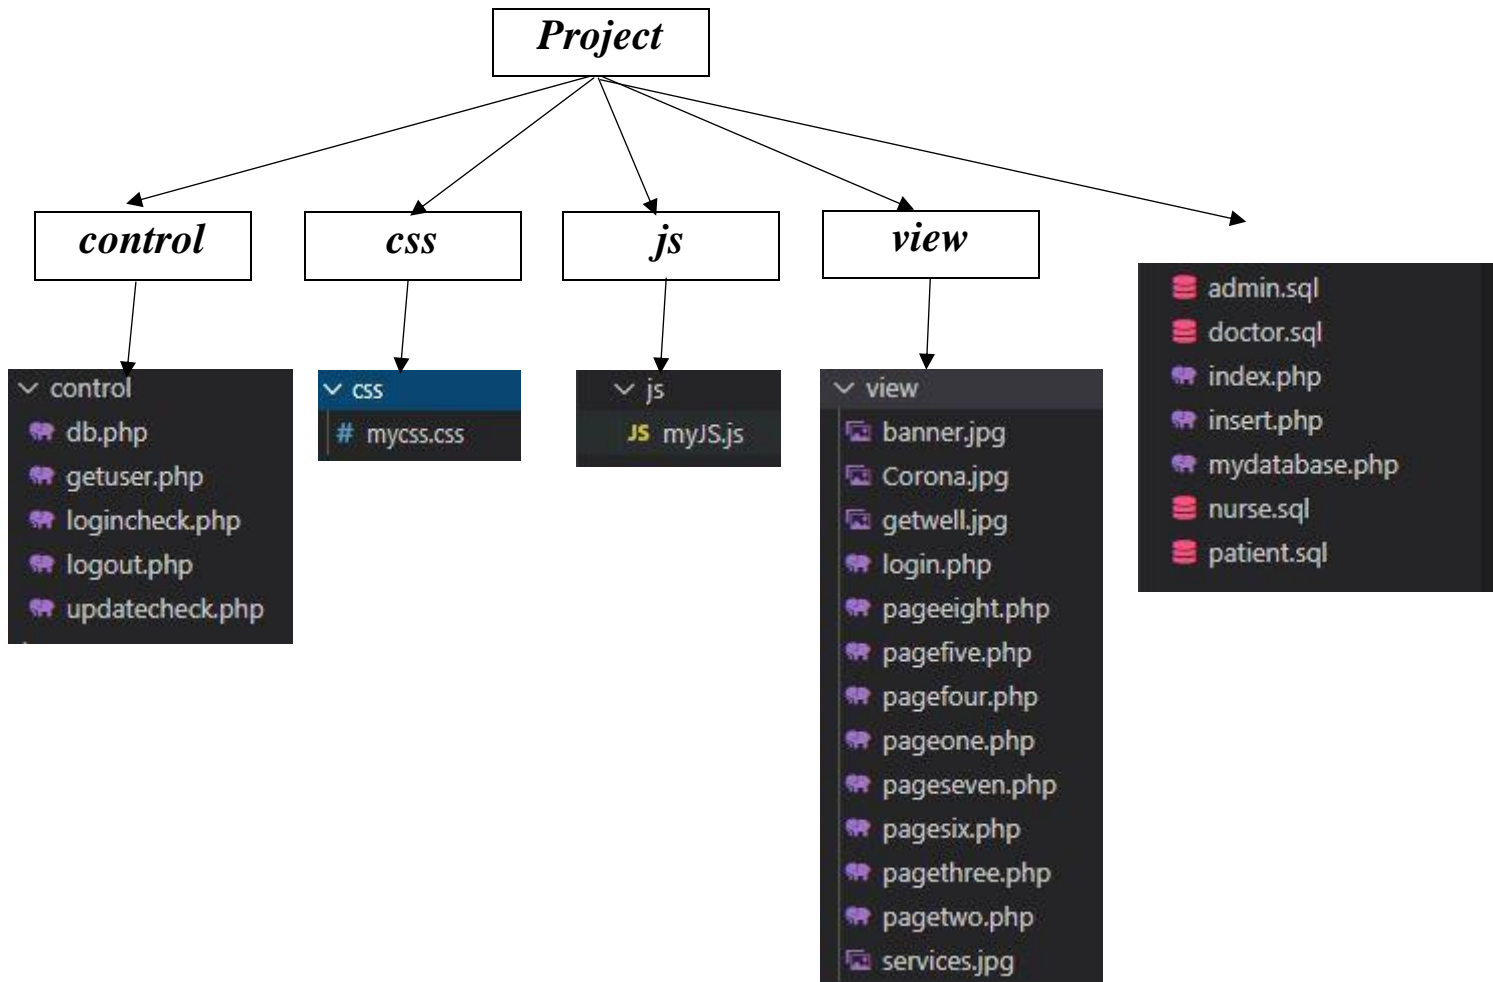 Project
control
css
js
view
control
db.php
getuser.php
logincheck.php
logout.php
updatecheck.php
css
# mycss.css
js
JS myJS.js
view
banner.jpg
Corona.jpg
getwell.jpg
login.php
pageeight.php
pagefive.php
pagefour.php
pageone.php
pageseven.php
pagesix.php
pagethree.php
pagetwo.php
services.jpg
admin.sql
doctor.sql
index.php
insert.php
mydatabase.php
nurse.sql
patient.sql